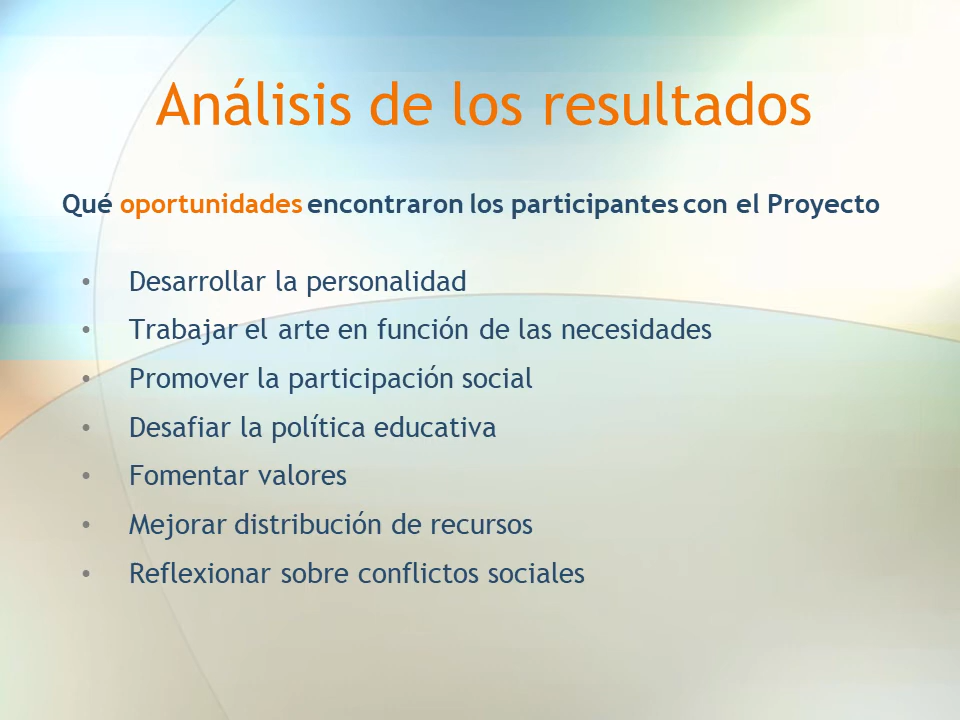 Análisis de los resultados
Qué oportunidades encontraron los participantes con el Proyecto
• Desarrollar la personalidad
• Trabajar el arte en función de las necesidades
• Promover la participación social
• Desafiar la política educativa
• Fomentar valores
• Mejorar distribución de recursos
• Reflexionar sobre conflictos sociales